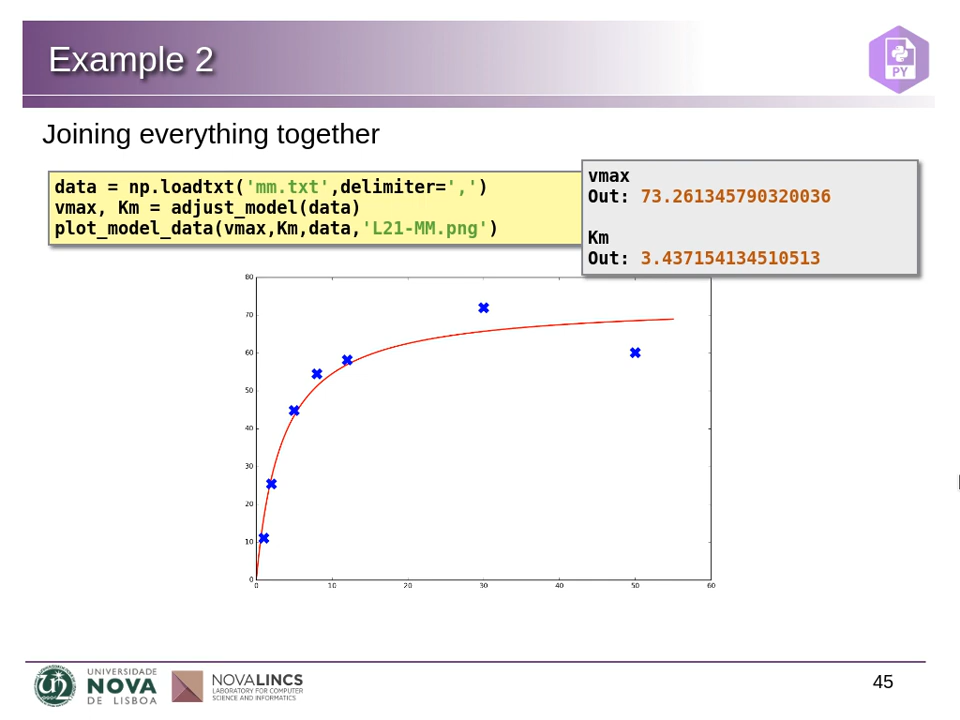 Example 2
PY
Joining everything together
data = np.loadtxt('mm.txt',delimiter=',')
vmax, Km = adjust_model(data)
plot_model_data(vmax,Km,data,'L21-MM.png')
vmax
Out: 73.261345790320036
Km
Out: 3.437154134510513
80
70
60
50
40
30
20
10
0
0 10 20 30 40 50 60
UNIVERSIDADE
NOVA
DE LISBOA
NOVALINCS
LABORATORY FOR COMPUTER
SCIENCE AND INFORMATICS
45